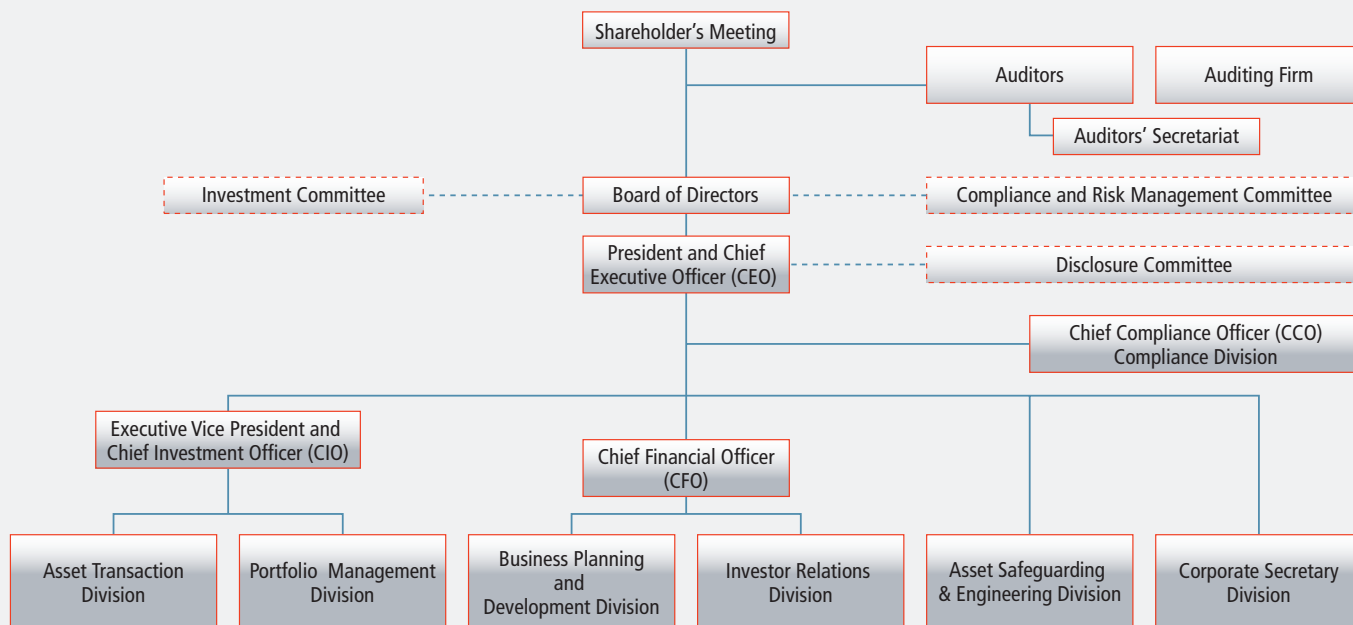 Shareholder's Meeting
Auditors
Auditing Firm
Auditors' Secretariat
Investment Committee
Board of Directors
Compliance and Risk Management Committee
President and Chief
Executive Officer (CEO)
Disclosure Committee
Chief Compliance Officer (CCO)
Compliance Division
Executive Vice President and
Chief Investment Officer (CIO)
Chief Financial Officer
(CFO)
Asset Transaction
Division
Portfolio Management
Division
Business Planning
and
Development Division
Investor Relations
Division
Asset Safeguarding
& Engineering Division
Corporate Secretary
Division